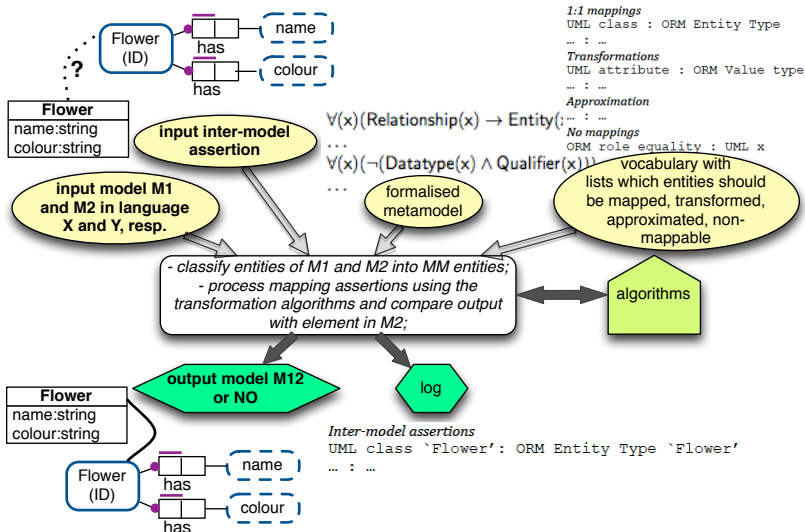 Flower
(ID)
has
name
has
colour
?
Flower
name:string
colour:string
1:1 mappings
UML class : ORM Entity Type
… : …
Transformations
UML attribute : ORM Value type
… : …
Approximation
… : …
No mappings
ORM role equality : UML x
input inter-model
assertion
∀(x)(Relationship(x) → Entity(
...
∀(x)(¬(Datatype(x) ∧ Qualifier(x)))
...
input model M1
and M2 in language
X and Y, resp.
formalised
metamodel
vocabulary with
lists which entities should
be mapped, transformed,
approximated, non-
mappable
- classify entities of M1 and M2 into MM entities;
- process mapping assertions using the
transformation algorithms and compare output
with element in M2;
algorithms
output model M12
or NO
log
Flower
name:string
colour:string
Flower
(ID)
has
name
has
colour
Inter-model assertions
UML class `Flower’: ORM Entity Type `Flower’
… : …